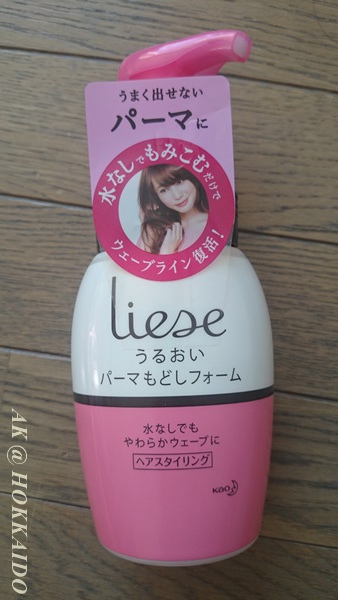 うまく出せない
パーマに
水なしでもみこむだけで
ウェーブライン復活！
Liese
うるおい
パーマもどしフォーム
水なしでも
やわらかウェーブに
ヘアスタイリング
Kao
AK @ HOKKAIDO